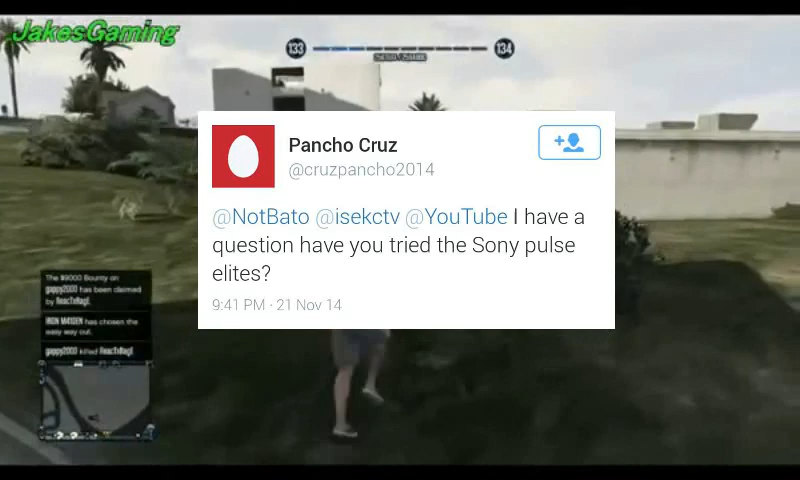 JakesGaming
133
134
Pancho Cruz
@cruzpancho2014
@NotBato @isekctv @YouTube I have a
question have you tried the Sony pulse
elites?
9:41 PM · 21 Nov 14
The $9000 Bounty on
gappy2000 has been claimed
by
has chosen the
easy way out.
gappy2000 killed